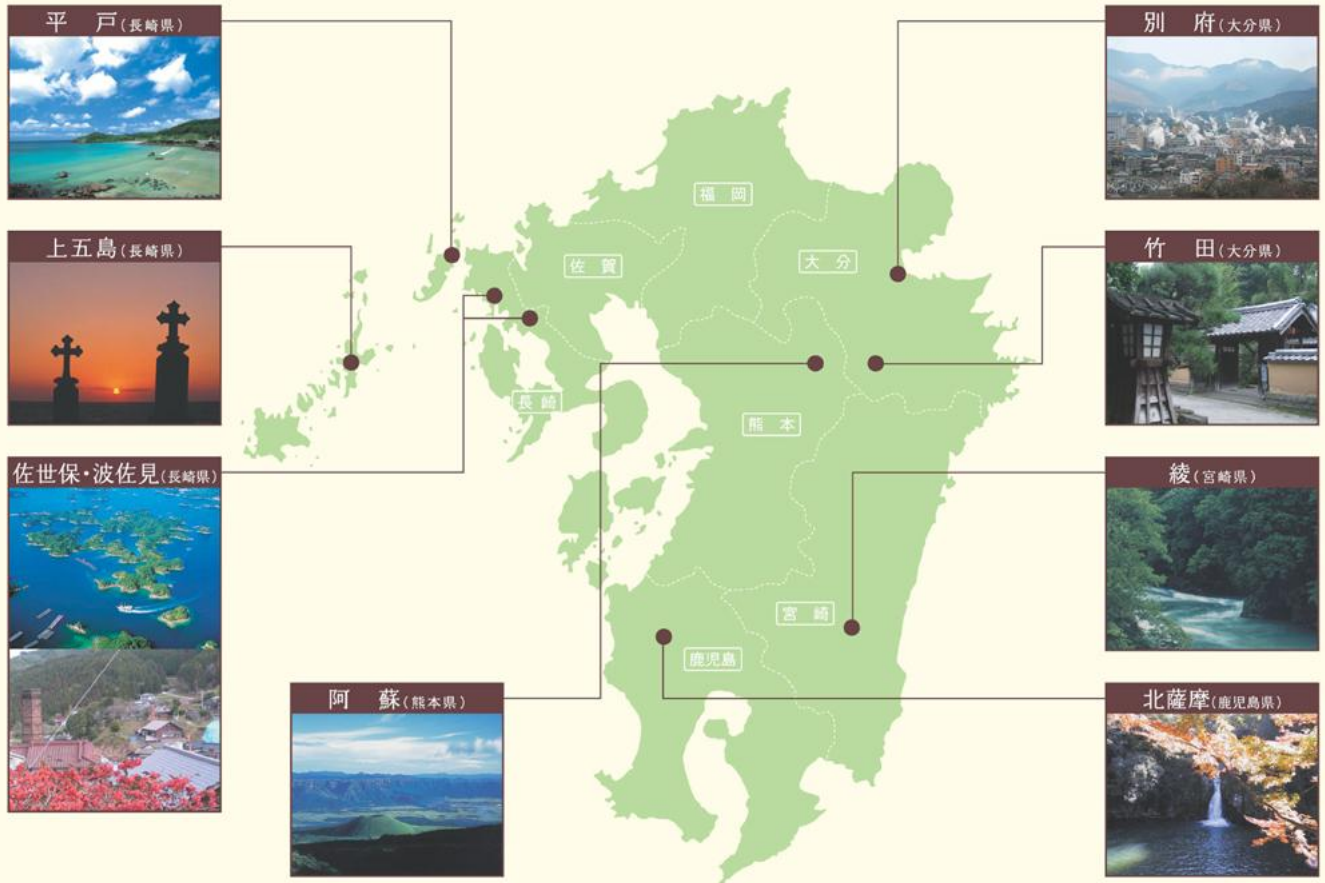 平 戸(長崎県)
別 府(大分県)
上五島(長崎県)
竹 田(大分県)
佐世保・波佐見(長崎県)
綾(宮崎県)
阿 蘇(熊本県)
北薩摩(鹿児島県)
福 岡
佐 賀
大 分
長 崎
熊 本
宮 崎
鹿児島